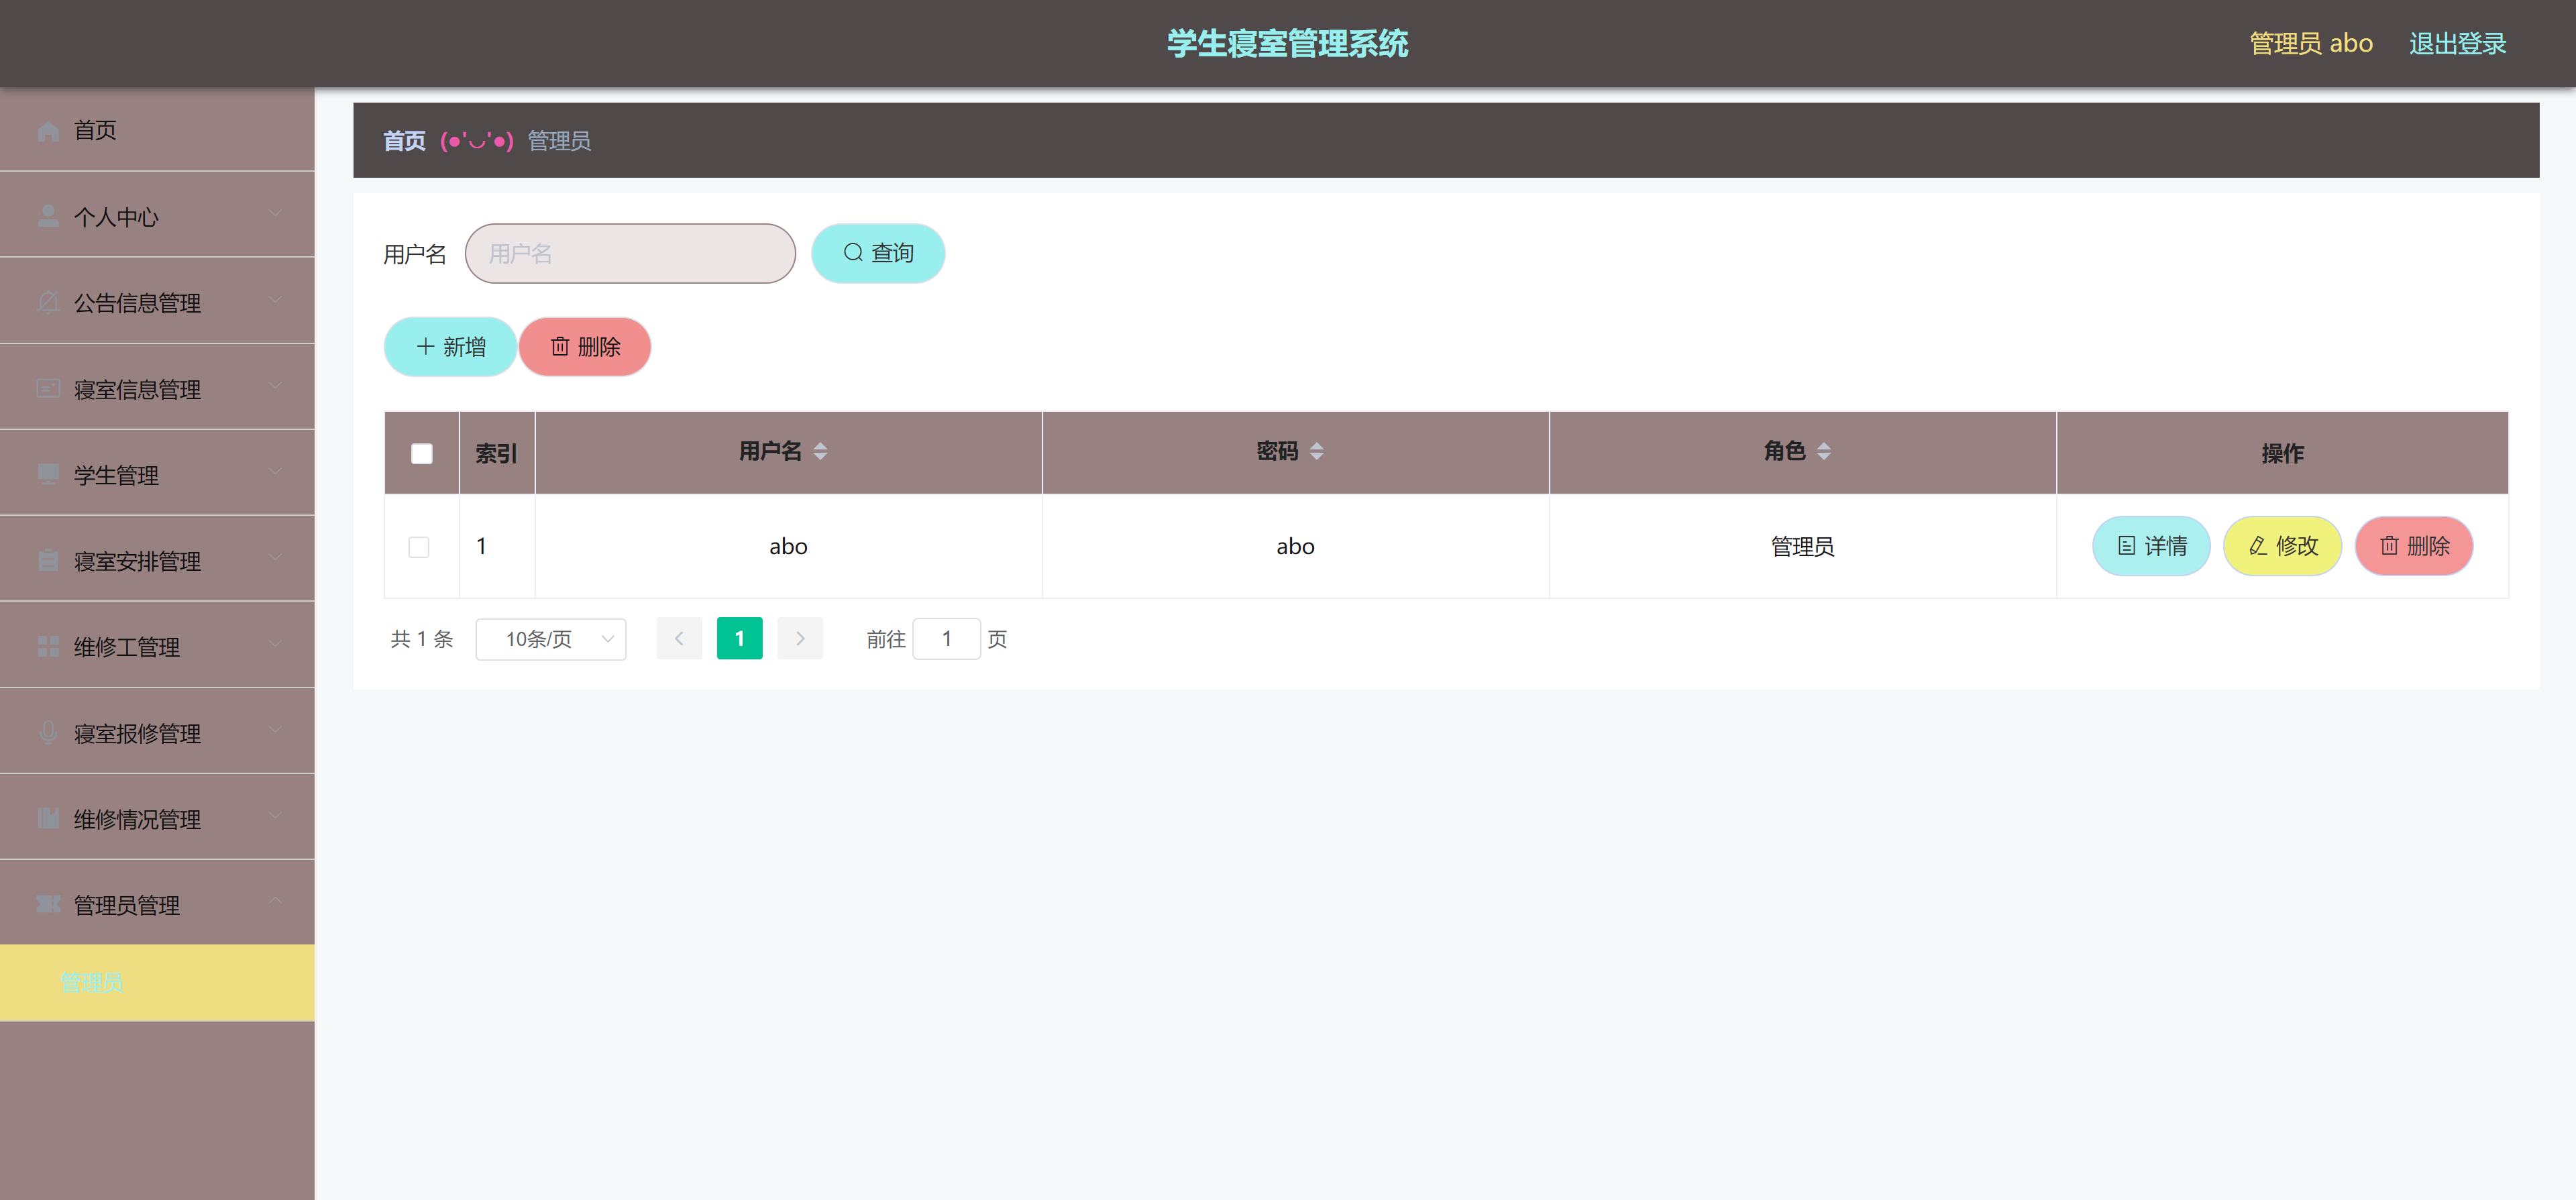 学生寝室管理系统
管理员 abo 退出登录
首页
个人中心
公告信息管理
寝室信息管理
学生管理
寝室安排管理
维修工管理
寝室报修管理
维修情况管理
管理员管理
管理员
首页 (●'◡'●) 管理员
用户名 用户名 查询
新增 删除
索引 用户名 密码 角色 操作
1 abo abo 管理员 详情 修改 删除
共 1 条 10条/页 1 前往 1 页